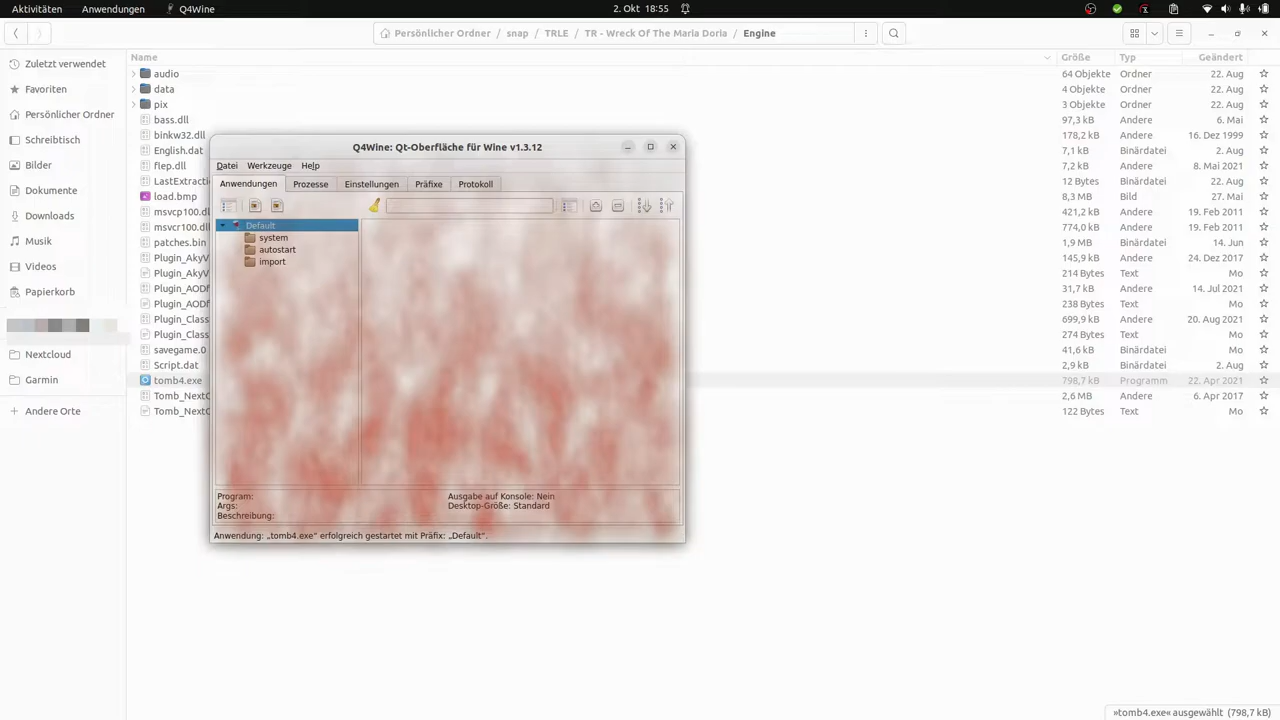 Aktivitäten Anwendungen Q4Wine 2. Okt 18:55
Persönlicher Ordner / snap / TRLE / TR - Wreck Of The Maria Doria / Engine
Zuletzt verwendet
Favoriten
Persönlicher Ordner
Schreibtisch
Bilder
Dokumente
Downloads
Musik
Videos
Papierkorb
Nextcloud
Garmin
Andere Orte
Name Größe Typ Geändert
audio 64 Objekte Ordner 22. Aug
data 4 Objekte Ordner 22. Aug
pix 3 Objekte Ordner 22. Aug
bass.dll 97,3 kB Andere 6. Mai
binkw32.dll 178,2 kB Andere 16. Dez 1999
English.dat 7,1 kB Binärdatei 2. Aug
flep.dll 7,2 kB Andere 8. Mai 2021
LastExtracti 12 Bytes Text 22. Aug
load.bmp 8,3 kB Bild 27. Mai
msvcp100.dl 421,2 kB Andere 19. Feb 2011
msvcr100.dl 774,0 kB Andere 19. Feb 2011
patches.bin 1,9 MB Binärdatei 14. Jun
Plugin_AkyV 145,9 kB Andere 24. Dez 2017
Plugin_AkyV 214 Bytes Text Mo
Plugin_AODf 31,7 kB Andere 14. Jul 2021
Plugin_AODf 238 Bytes Text Mo
Plugin_Class 699,9 kB Andere 20. Aug 2021
Plugin_Class 274 Bytes Text Mo
savegame.0 41,6 kB Binärdatei Mo
Script.dat 2,9 kB Binärdatei 2. Aug
tomb4.exe 798,7 kB Programm 22. Apr 2021
Tomb_NextG 2,6 MB Andere 6. Apr 2017
Tomb_NextG 122 Bytes Text Mo
Q4Wine: Qt-Oberfläche für Wine v1.3.12
Datei Werkzeuge Help
Anwendungen Prozesse Einstellungen Präfixe Protokoll
Default
system
autostart
import
Program: Ausgabe auf Konsole: Nein
Args: Desktop-Größe: Standard
Beschreibung:
Anwendung: „tomb4.exe“ erfolgreich gestartet mit Präfix: „Default“.
»tomb4.exe« ausgewählt (798,7 kB)